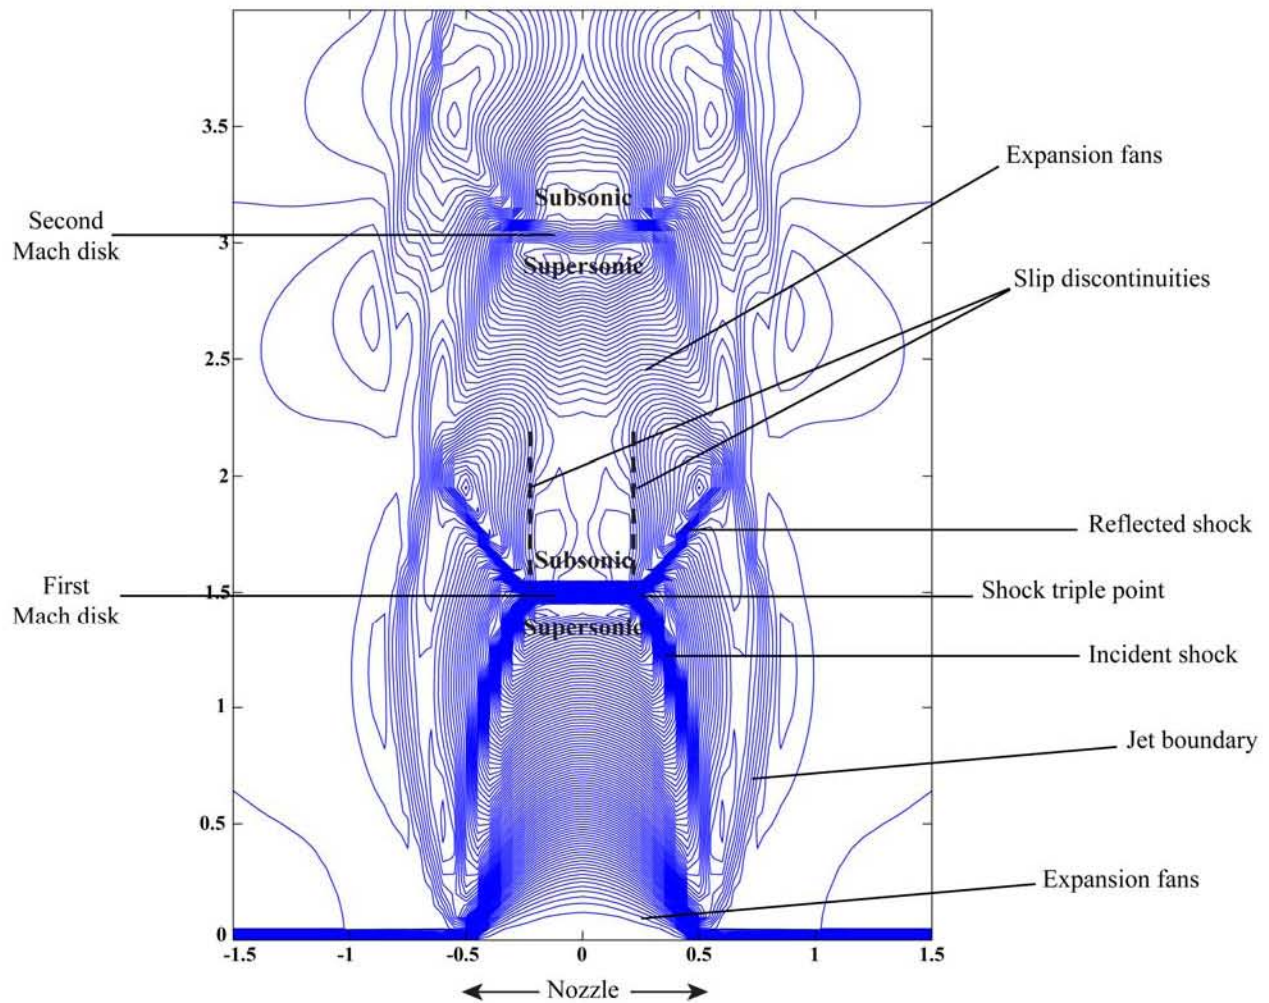 3.5
Expansion fans
Subsonic
Second
Mach disk
3
Supersonic
Slip discontinuities
2.5
2
Reflected shock
Subsonic
First
Mach disk
1.5
Shock triple point
Supersonic
Incident shock
1
Jet boundary
0.5
Expansion fans
0
-1.5 -1 -0.5 0 0.5 1 1.5
Nozzle